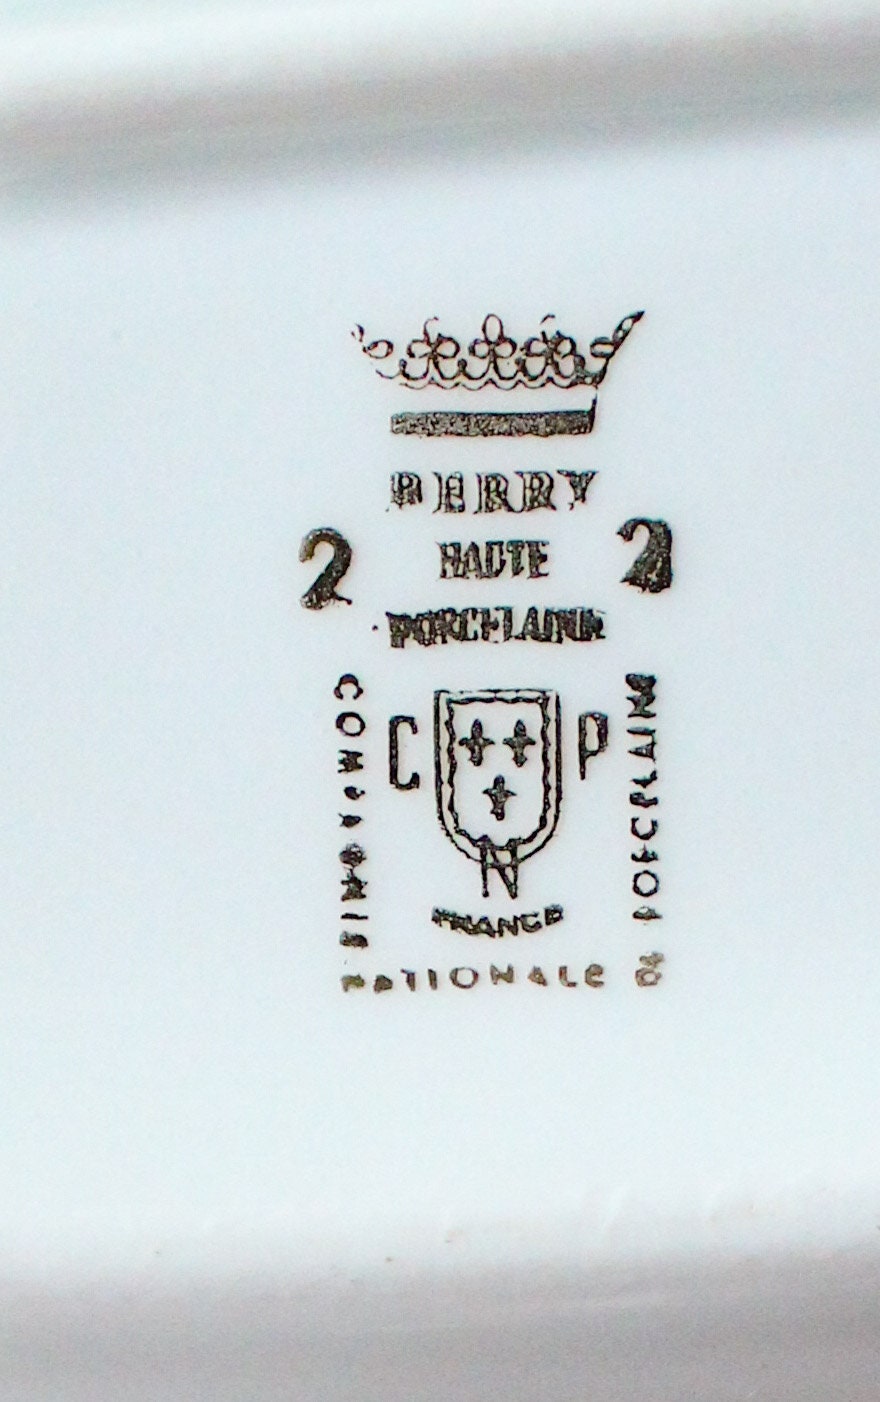 BERRY
2 HAUTE 2
PORCELAINE
C P
N
FRANCE
COMPAGNIE
NATIONALE DE
PORCELAINE